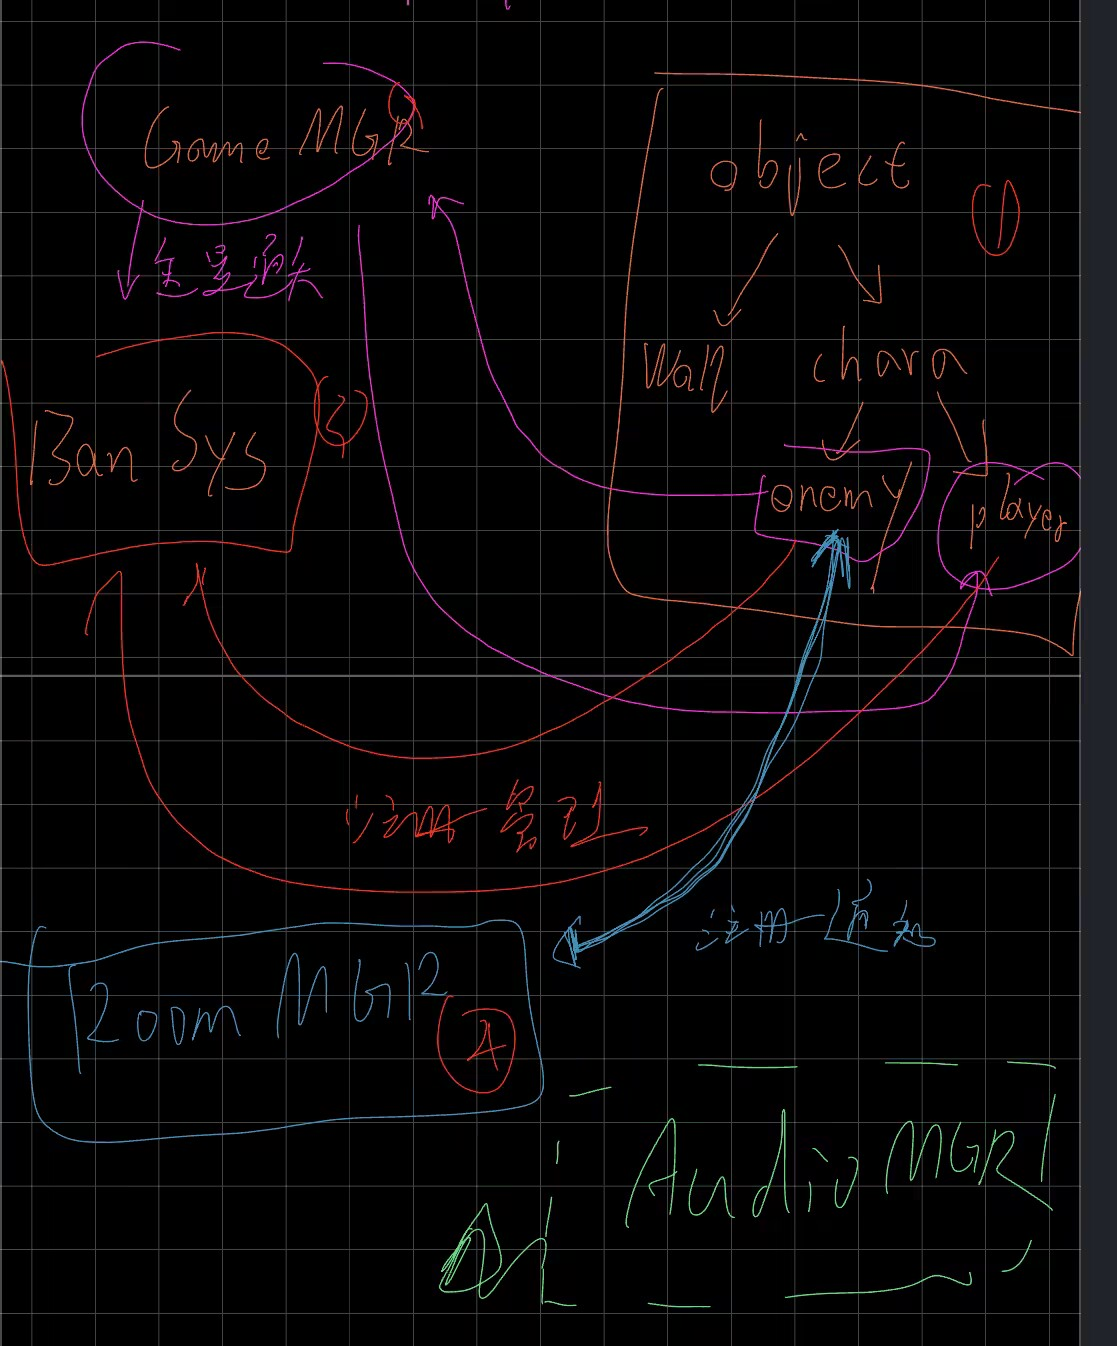 Game MGR
②
object
①
Wall
chara
Ban Sys
③
enemy
player
注册 管理
注册 通知
Room MGR
④
Audio MGR